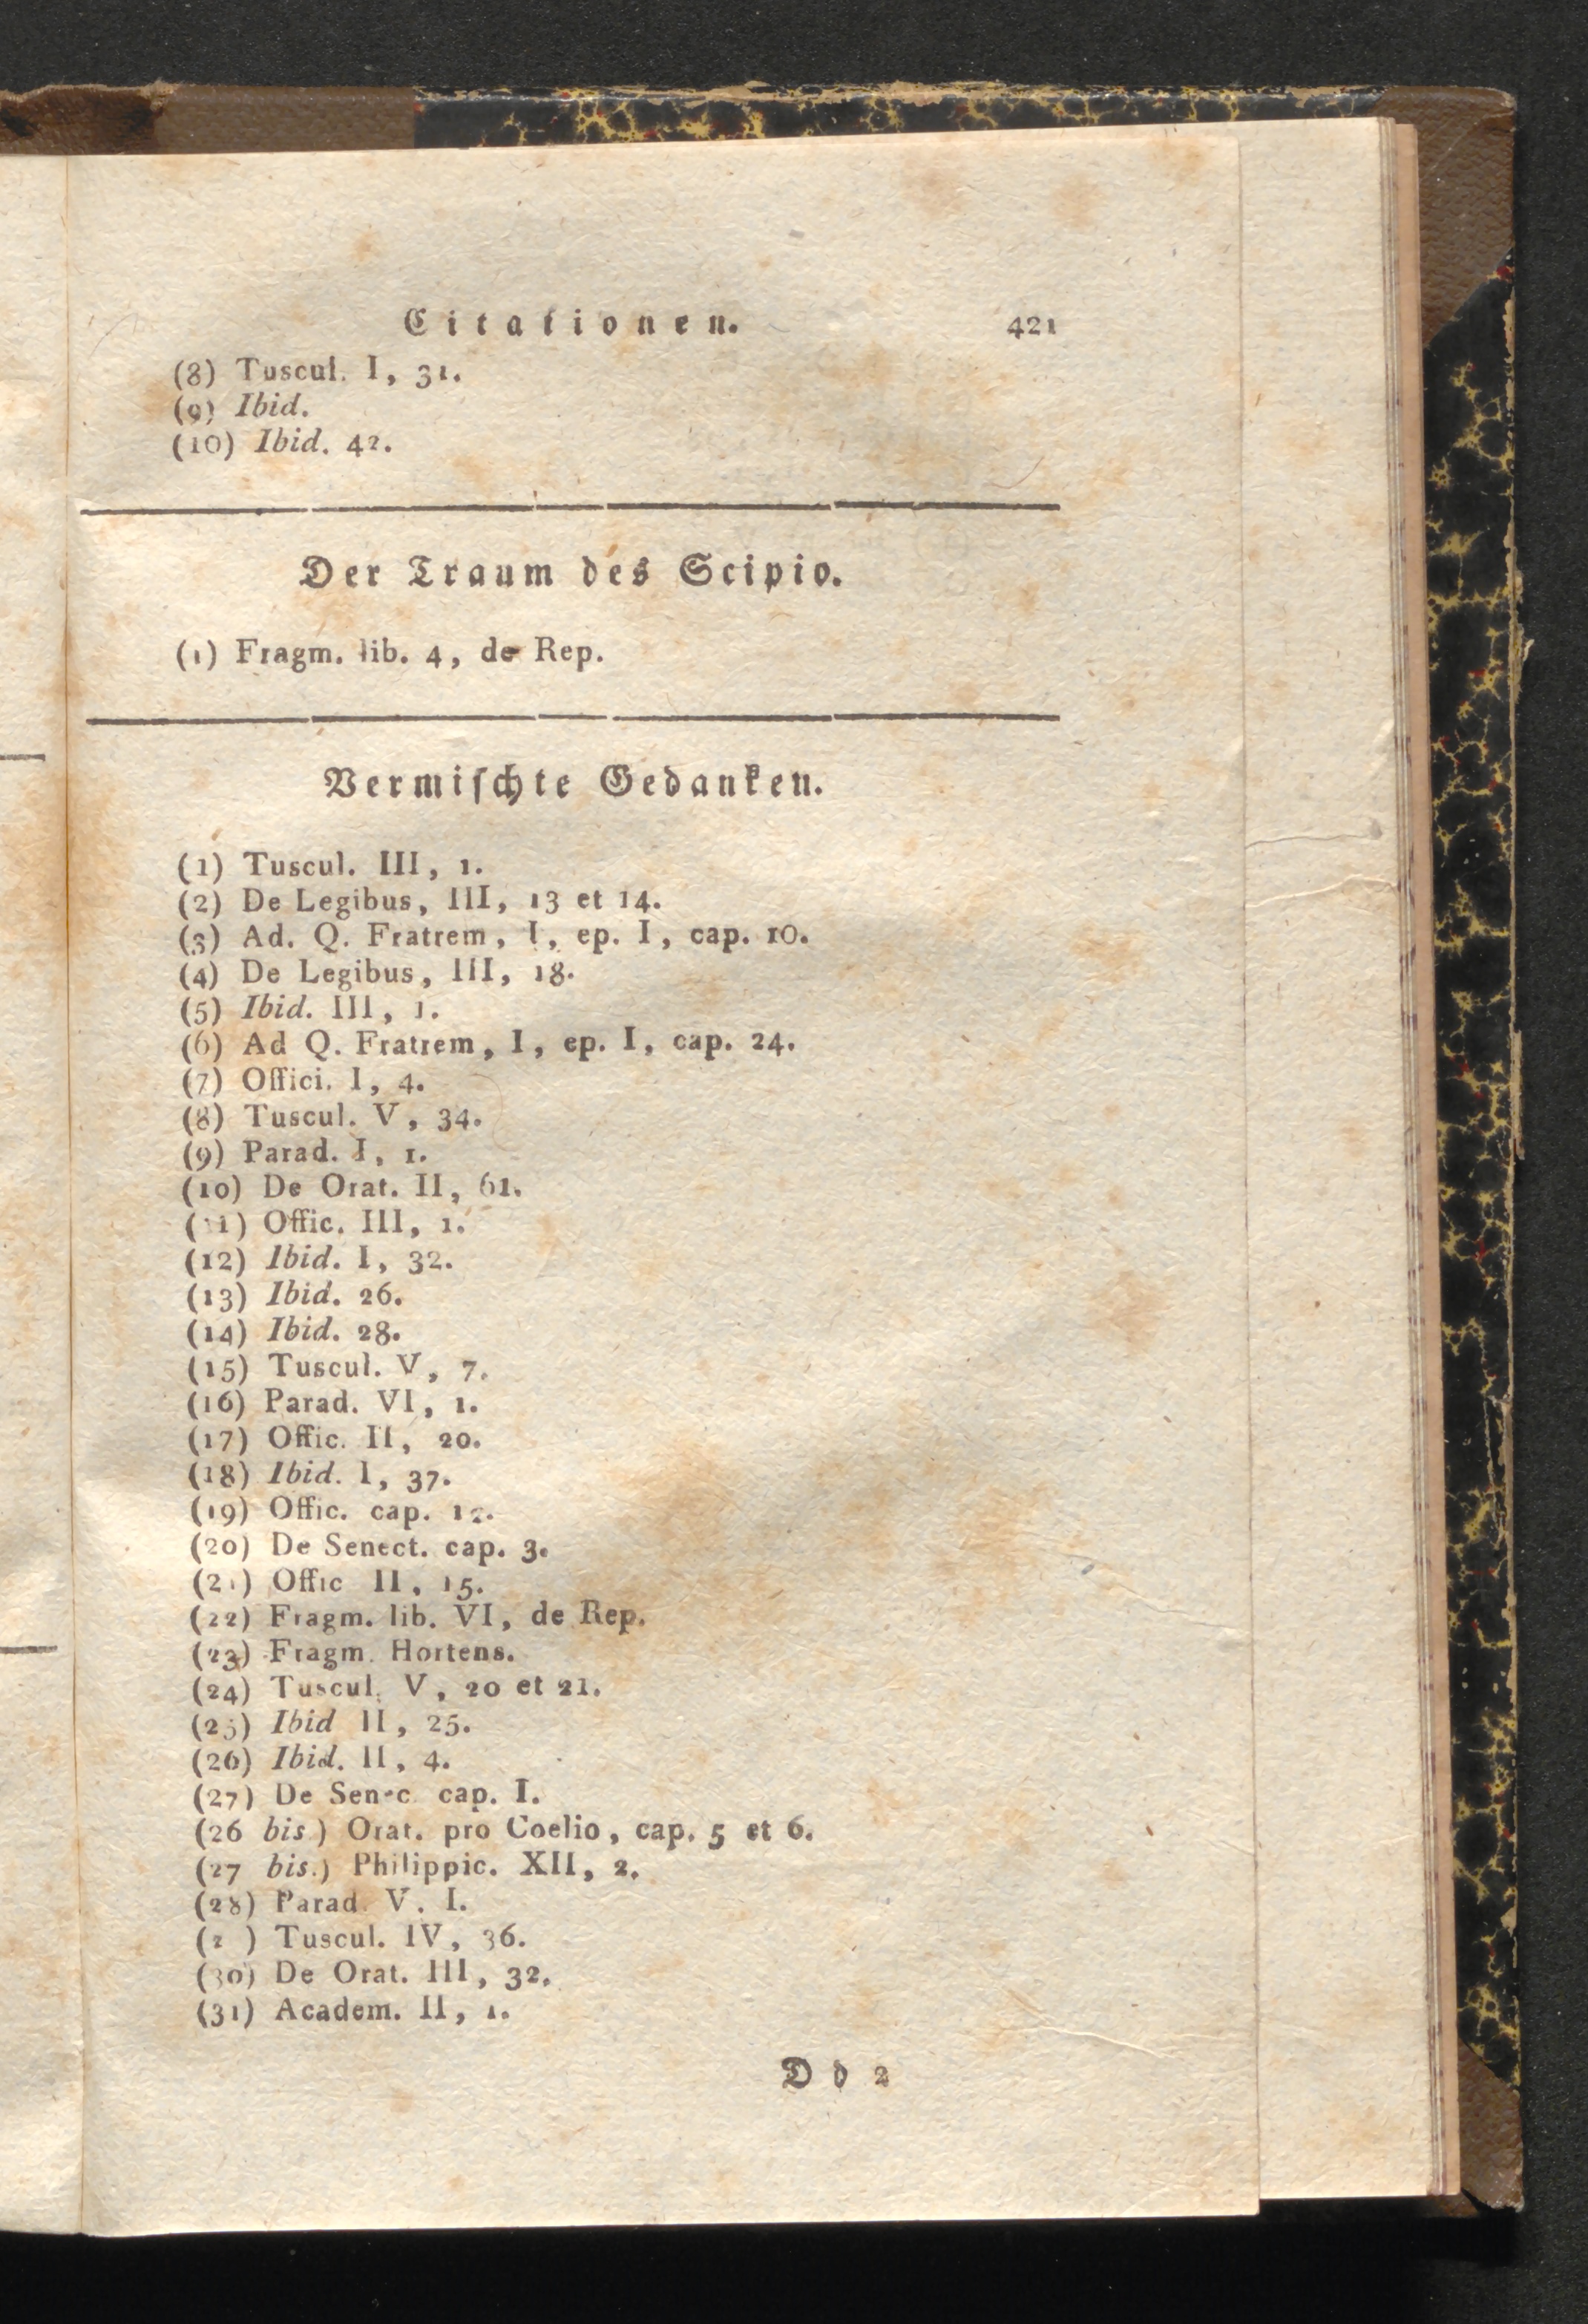 Citationen. 421
(8) Tuscul. I, 31.
(9) Ibid.
(10) Ibid. 42.
Der Traum des Scipio.
(1) Fragm. lib. 4, de Rep.
Vermiſchte Gedanken.
(1) Tuscul. III, 1.
(2) De Legibus, III, 13 et 14.
(3) Ad. Q. Fratrem, I, ep. I, cap. 10.
(4) De Legibus, III, 18.
(5) Ibid. III, 1.
(6) Ad Q. Fratrem, I, ep. I, cap. 24.
(7) Offici. I, 4.
(8) Tuscul. V, 34.
(9) Parad. I, 1.
(10) De Orat. II, 61.
(11) Offic. III, 1.
(12) Ibid. I, 32.
(13) Ibid. 26.
(14) Ibid. 28.
(15) Tuscul. V, 7.
(16) Parad. VI, 1.
(17) Offic. II, 20.
(18) Ibid. I, 37.
(19) Offic. cap.
(20) De Senect. cap. 3.
(21) Offic II, 15.
(22) Fragm. lib. VI, de Rep.
(23) Fragm. Hortens.
(24) Tuscul. V, 20 et 21.
(25) Ibid II, 25.
(26) Ibid. II, 4.
(27) De Senec. cap. I.
(26 bis.) Orat. pro Coelio, cap. 5 et 6.
(27 bis.) Philippic. XII, 2.
(28) Parad. V. I.
(2 ) Tuscul. IV, 36.
(30) De Orat. III, 32.
(31) Academ. II, 1.
Dd 2